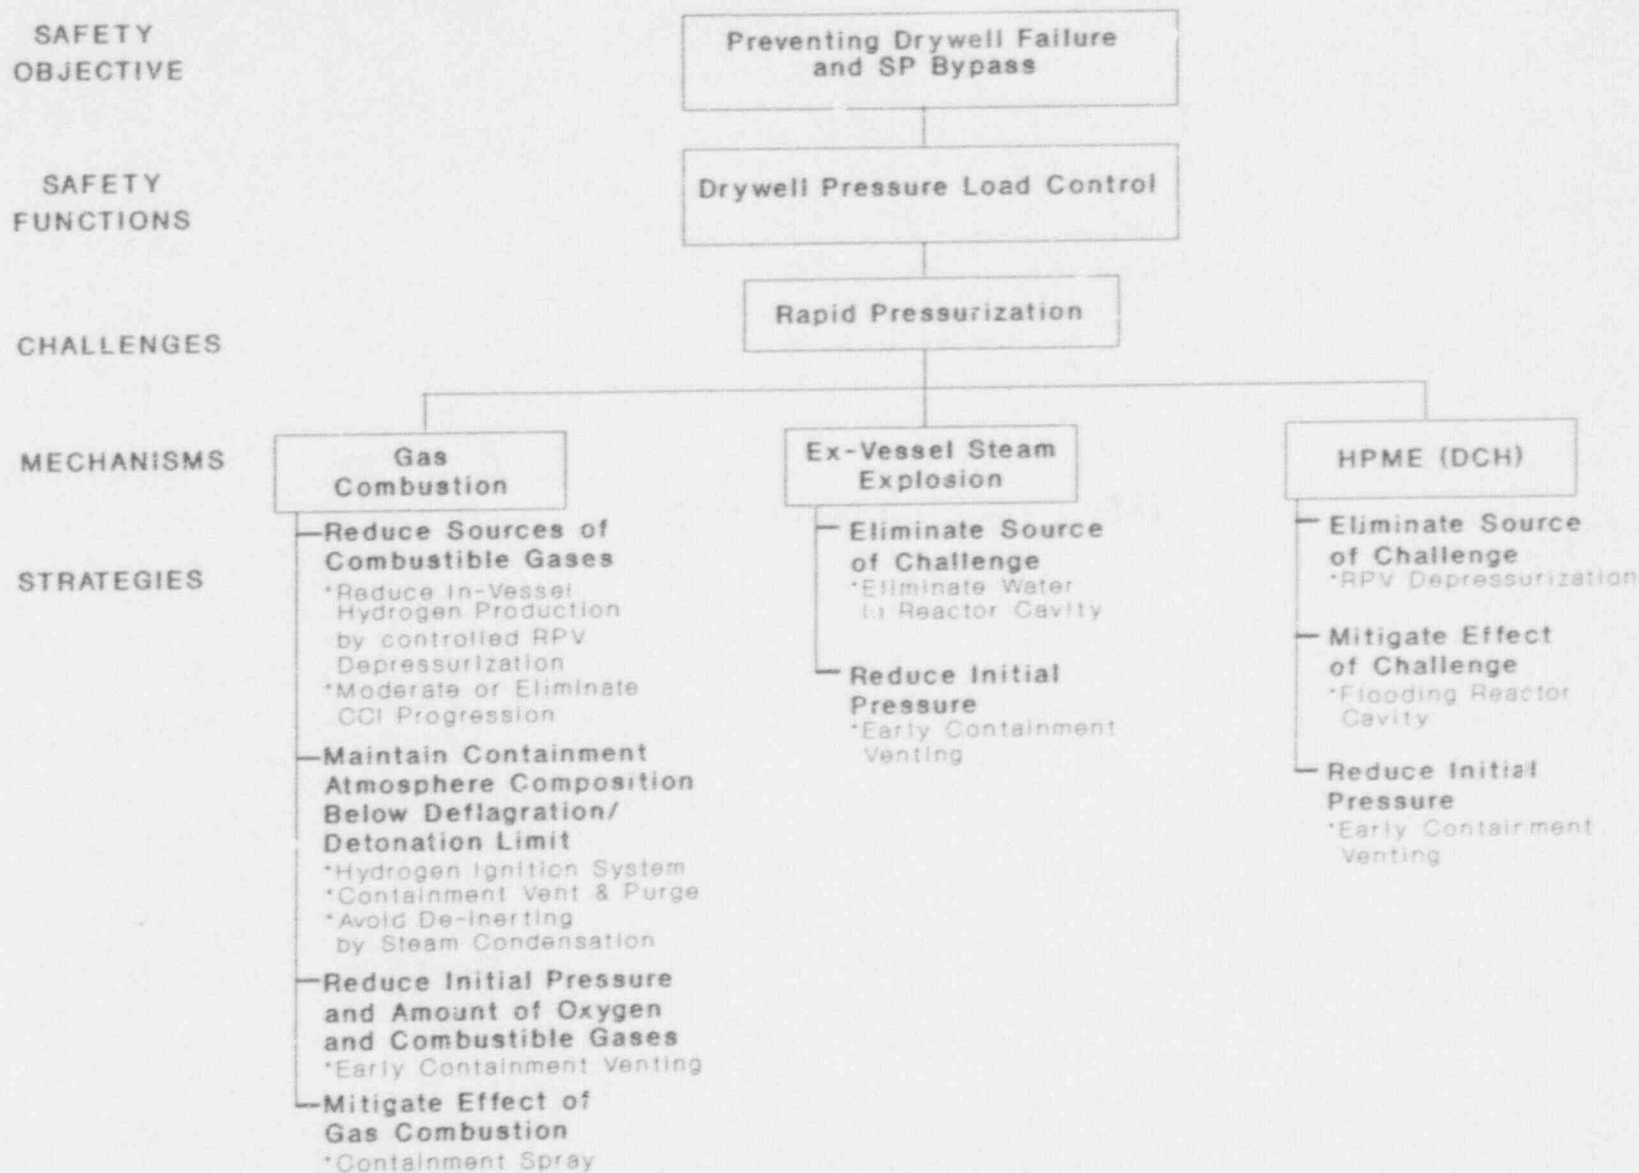 SAFETY
OBJECTIVE
Preventing Drywell Failure
and SP Bypass
SAFETY
FUNCTIONS
Drywell Pressure Load Control
CHALLENGES
Rapid Pressurization
MECHANISMS
Gas
Combustion
Ex-Vessel Steam
Explosion
HPME (DCH)
STRATEGIES
Reduce Sources of
Combustible Gases
*Reduce In-Vessel
Hydrogen Production
by controlled RPV
Depressurization
*Moderate or Eliminate
CCI Progression
Maintain Containment
Atmosphere Composition
Below Deflagration/
Detonation Limit
*Hydrogen Ignition System
*Containment Vent & Purge
*Avoid De-inerting
by Steam Condensation
Reduce Initial Pressure
and Amount of Oxygen
and Combustible Gases
*Early Containment Venting
Mitigate Effect of
Gas Combustion
*Containment Spray
Eliminate Source
of Challenge
*Eliminate Water
in Reactor Cavity
Reduce Initial
Pressure
*Early Containment
Venting
Eliminate Source
of Challenge
*RPV Depressurization
Mitigate Effect
of Challenge
*Flooding Reactor
Cavity
Reduce Initial
Pressure
*Early Containment
Venting